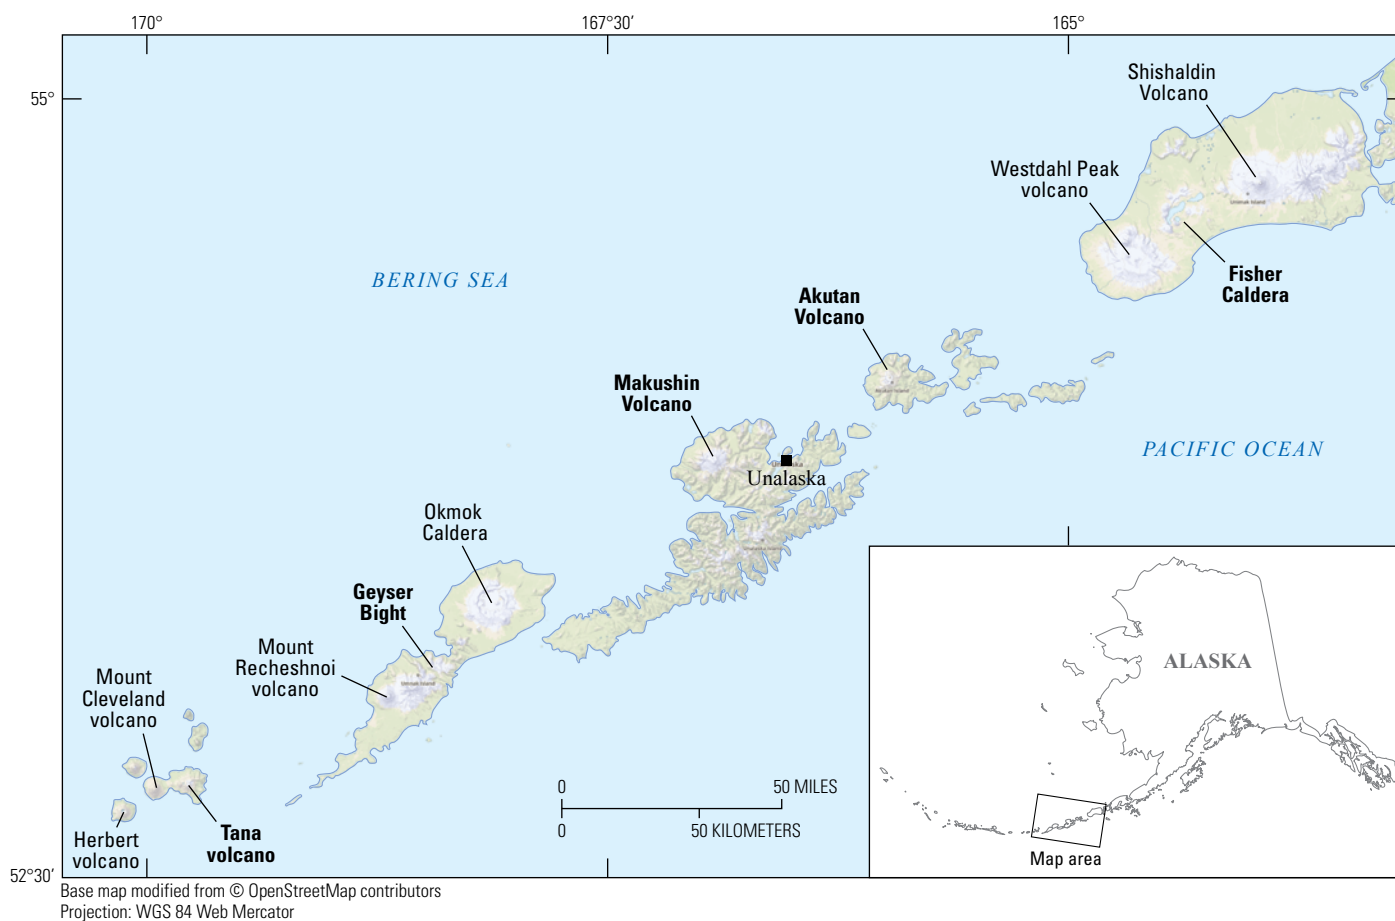 170°
167°30′
165°
55°
Shishaldin
Volcano
Westdahl Peak
volcano
Fisher
Caldera
BERING SEA
Akutan
Volcano
Makushin
Volcano
PACIFIC OCEAN
Unalaska
Okmok
Caldera
Geyser
Bight
Mount
Recheshnoi
volcano
Mount
Cleveland
volcano
ALASKA
0 50 MILES
0 50 KILOMETERS
Herbert
volcano
Tana
volcano
Map area
52°30′
Base map modified from © OpenStreetMap contributors
Projection: WGS 84 Web Mercator